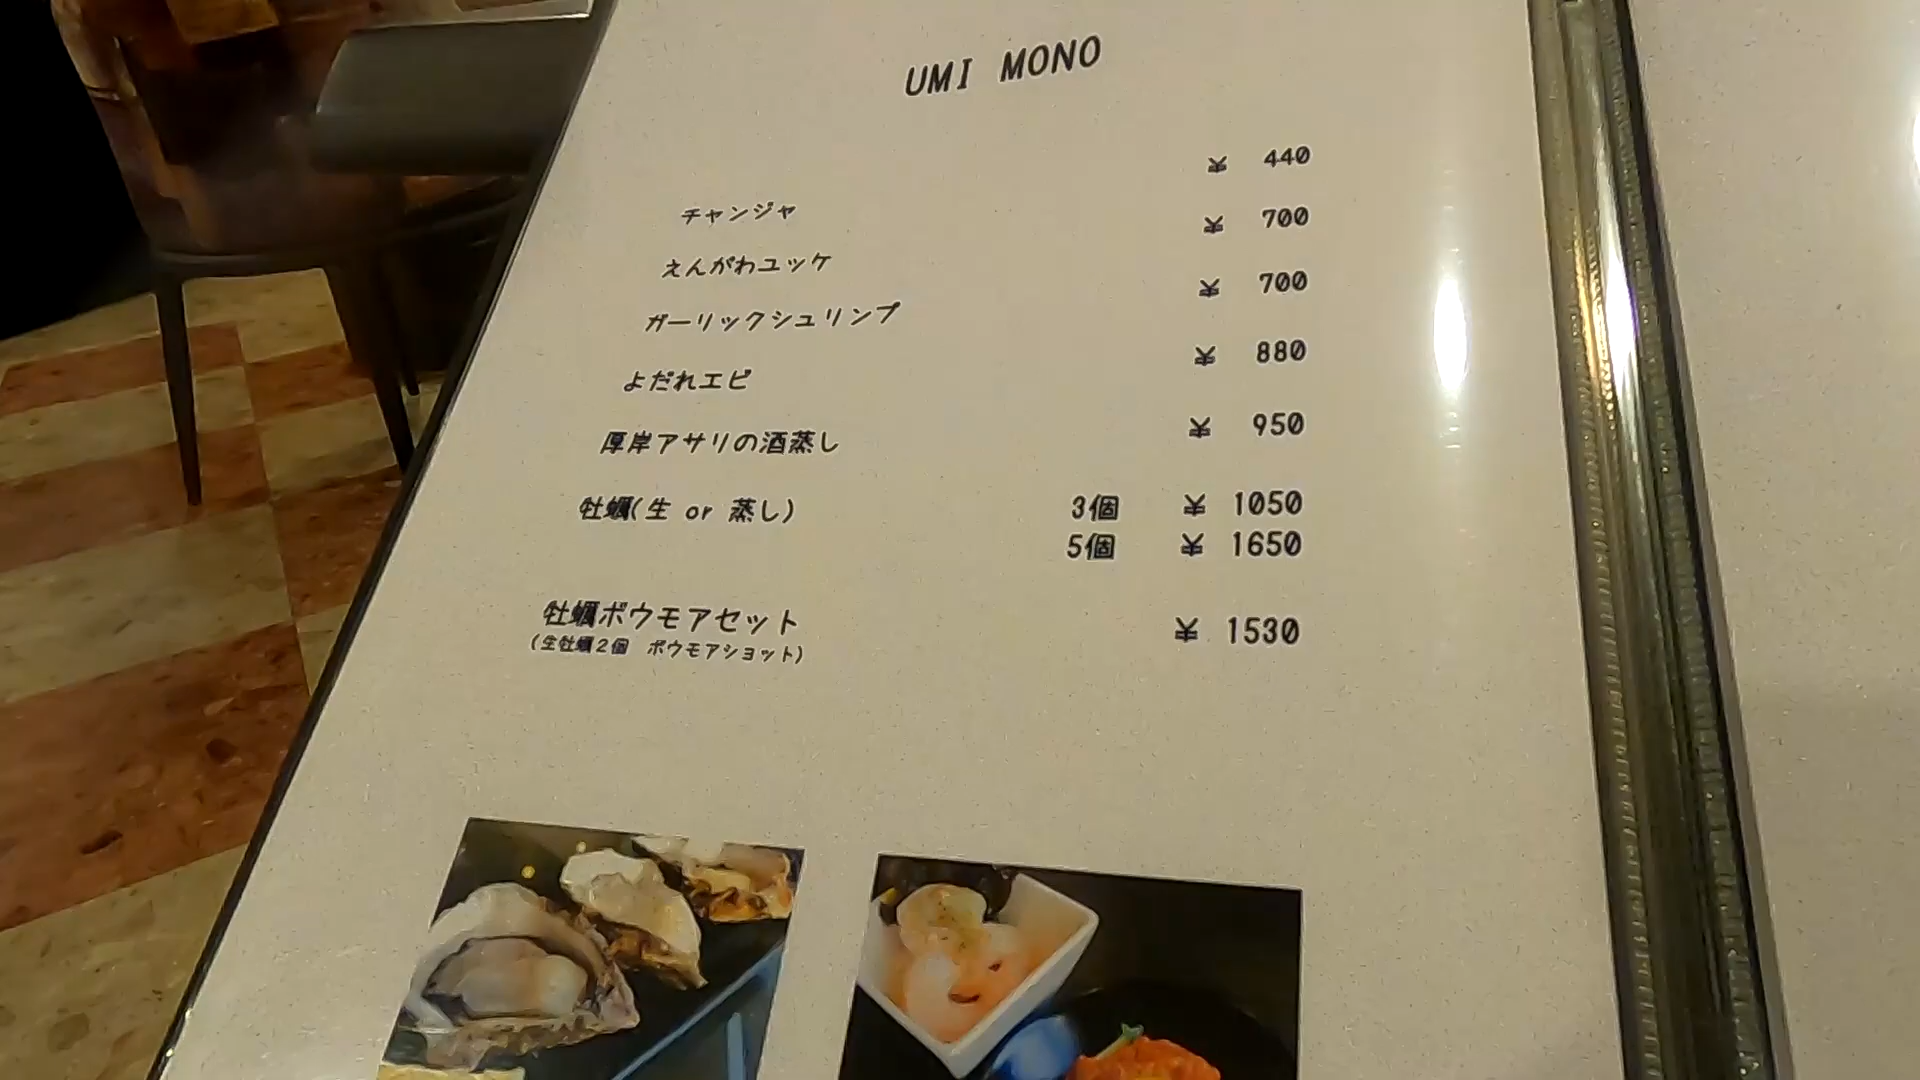 UMI MONO
チャンジャ ¥ 440
えんがわユッケ ¥ 700
ガーリックシュリンプ ¥ 700
よだれエビ ¥ 880
厚岸アサリの酒蒸し ¥ 950
牡蠣(生 or 蒸し) 3個 ¥ 1050
5個 ¥ 1650
牡蠣ボウモアセット ¥ 1530
(生牡蠣2個 ボウモアショット)